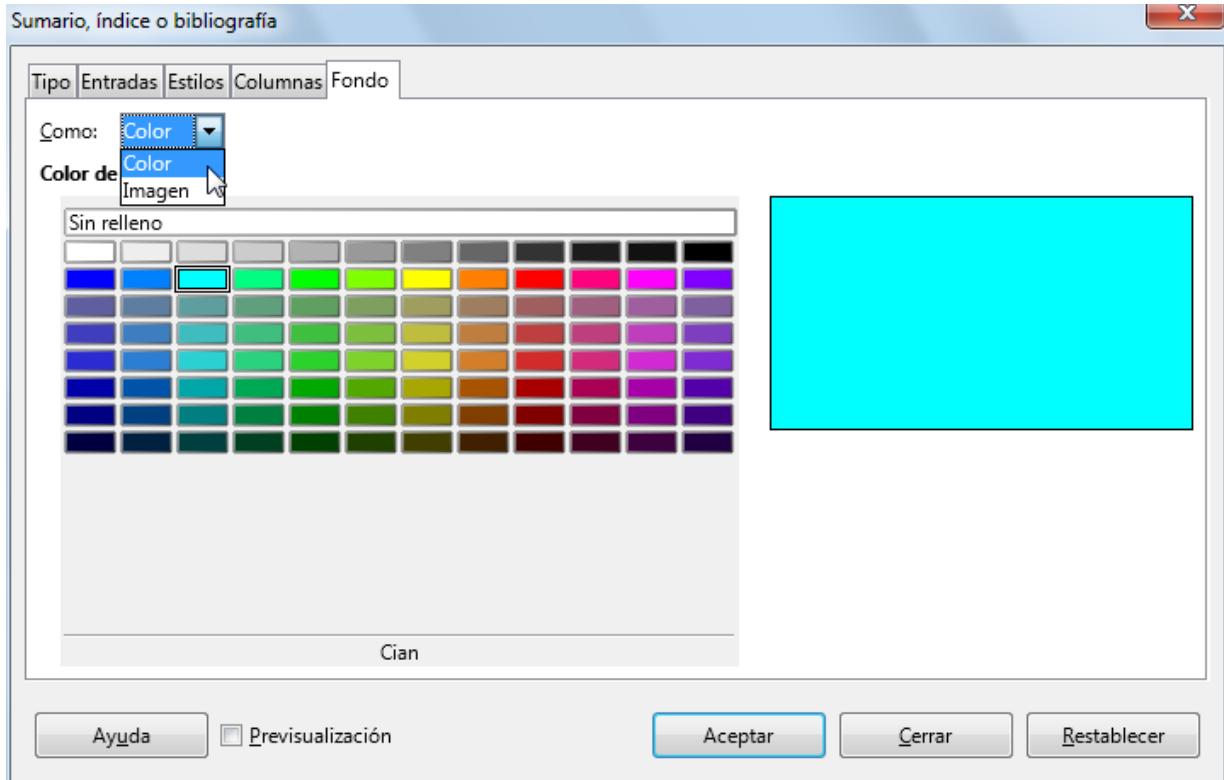 Sumario, índice o bibliografía
Tipo Entradas Estilos Columnas Fondo
Como: Color
Color
Color de
Imagen
Sin relleno
Cian
Ayuda Previsualización Aceptar Cerrar Restablecer